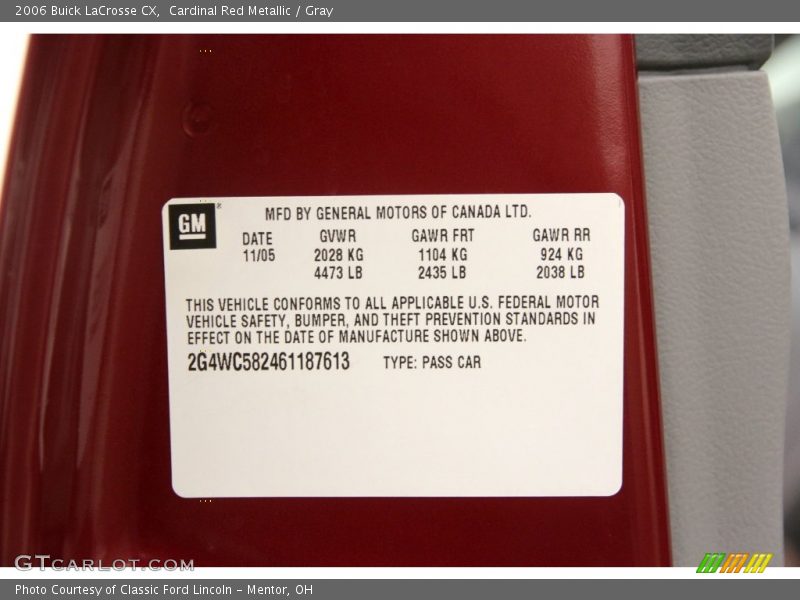 2006 Buick LaCrosse CX,  Cardinal Red Metallic / Gray
GM
MFD BY GENERAL MOTORS OF CANADA LTD.
DATE GVWR GAWR FRT GAWR RR
11/05 2028 KG 1104 KG 924 KG
4473 LB 2435 LB 2038 LB
THIS VEHICLE CONFORMS TO ALL APPLICABLE U.S. FEDERAL MOTOR
VEHICLE SAFETY, BUMPER, AND THEFT PREVENTION STANDARDS IN
EFFECT ON THE DATE OF MANUFACTURE SHOWN ABOVE.
2G4WC582461187613 TYPE: PASS CAR
GTCARLOT.COM
Photo Courtesy of Classic Ford Lincoln - Mentor, OH